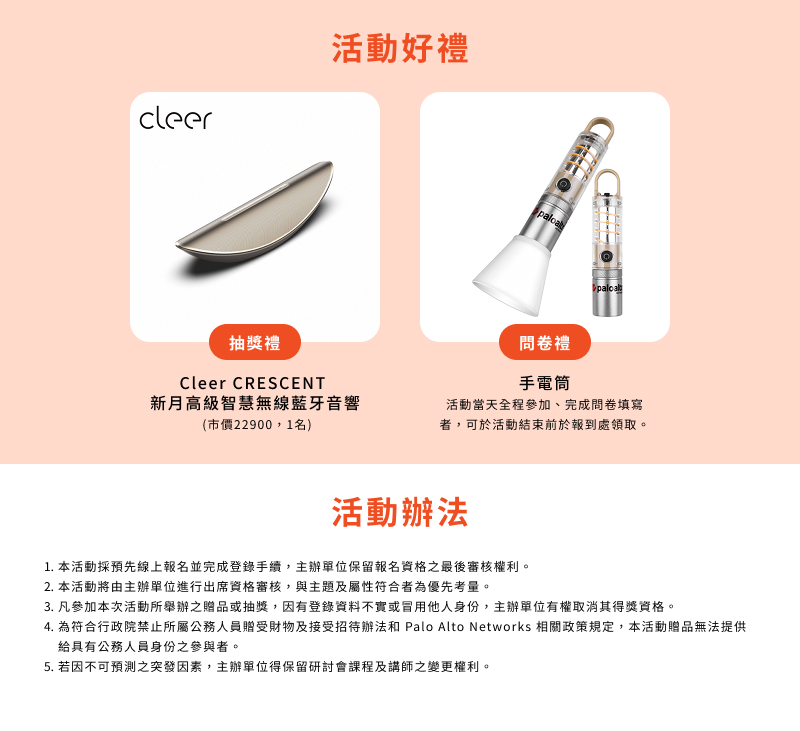 活動好禮
cleer
paloalto
paloalto
抽獎禮
問卷禮
Cleer CRESCENT
新月高級智慧無線藍牙音響
(市價22900，1名)
手電筒
活動當天全程參加、完成問卷填寫
者，可於活動結束前於報到處領取。
活動辦法
1. 本活動採預先線上報名並完成登錄手續，主辦單位保留報名資格之最後審核權利。
2. 本活動將由主辦單位進行出席資格審核，與主題及屬性符合者為優先考量。
3. 凡參加本次活動所舉辦之贈品或抽獎，因有登錄資料不實或冒用他人身份，主辦單位有權取消其得獎資格。
4. 為符合行政院禁止所屬公務人員贈受財物及接受招待辦法和 Palo Alto Networks 相關政策規定，本活動贈品無法提供
給具有公務人員身份之參與者。
5. 若因不可預測之突發因素，主辦單位得保留研討會課程及講師之變更權利。